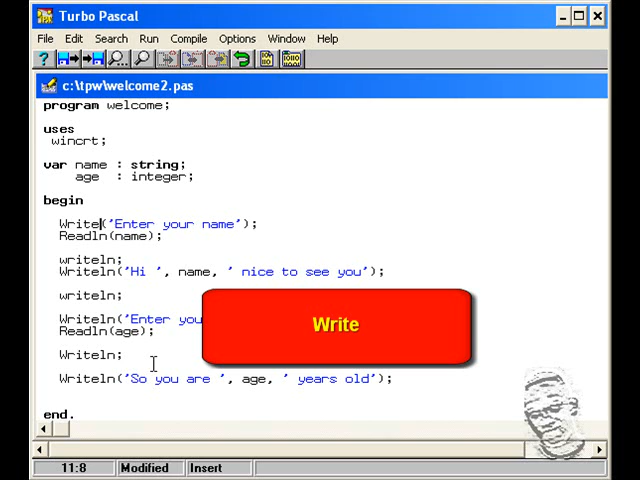 Turbo Pascal
File Edit Search Run Compile Options Window Help
c:\tpw\welcome2.pas
program welcome;
uses
wincrt;
var name : string;
age : integer;
begin
Write('Enter your name');
Readln(name);
writeln;
Writeln('Hi ', name, ' nice to see you');
writeln;
Writeln('Enter you
Readln(age);
Write
Writeln;
Writeln('So you are ', age, ' years old');
end.
11:8 Modified Insert